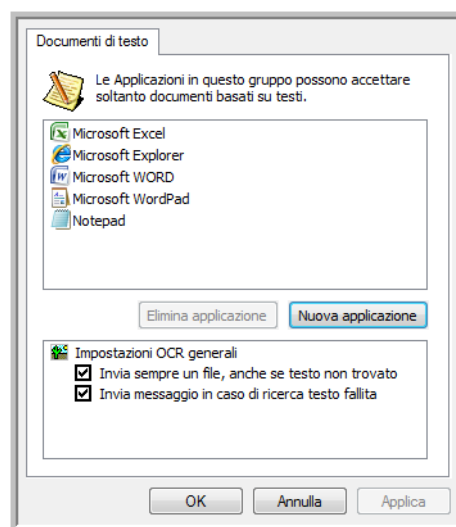 Documenti di testo
Le Applicazioni in questo gruppo possono accettare
soltanto documenti basati su testi.
Microsoft Excel
Microsoft Explorer
Microsoft WORD
Microsoft WordPad
Notepad
Elimina applicazione
Nuova applicazione
Impostazioni OCR generali
Invia sempre un file, anche se testo non trovato
Invia messaggio in caso di ricerca testo fallita
OK
Annulla
Applica